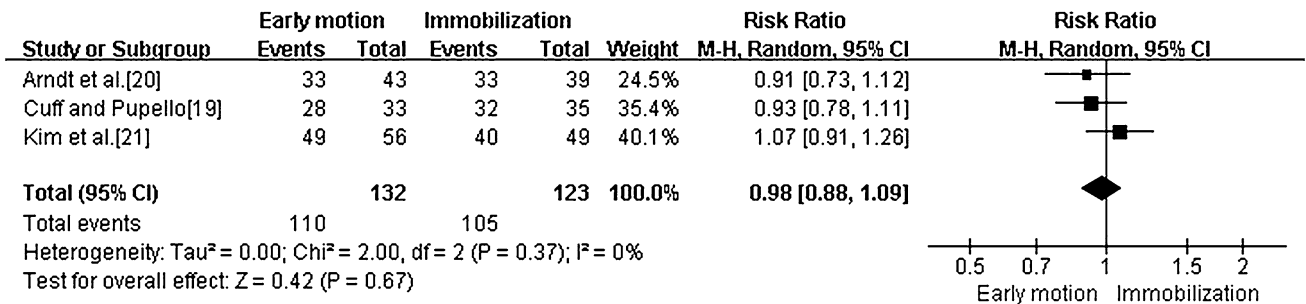 Early motion Immobilization Risk Ratio Risk Ratio
Study or Subgroup Events Total Events Total Weight M-H, Random, 95% CI M-H, Random, 95% CI
Arndt et al.[20] 33 43 33 39 24.5% 0.91 [0.73, 1.12]
Cuff and Pupello[19] 28 33 32 35 35.4% 0.93 [0.78, 1.11]
Kim et al.[21] 49 56 40 49 40.1% 1.07 [0.91, 1.26]
Total (95% CI) 132 123 100.0% 0.98 [0.88, 1.09]
Total events 110 105
Heterogeneity: Tau² = 0.00; Chi² = 2.00, df = 2 (P = 0.37); I² = 0%
Test for overall effect: Z = 0.42 (P = 0.67)
0.5 0.7 1 1.5 2
Early motion Immobilization